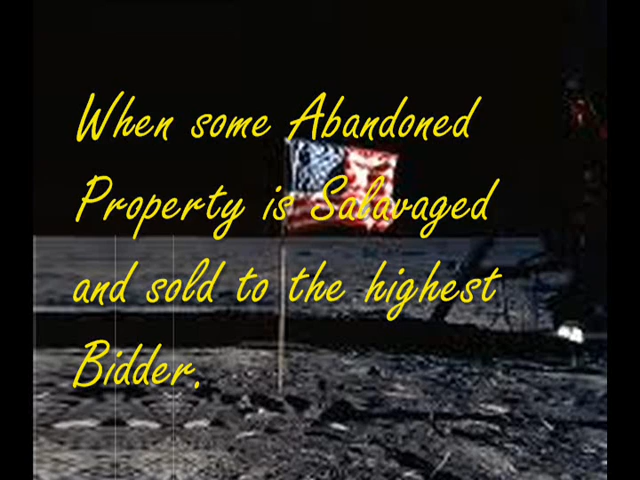 When some Abandoned
Property is Salavaged
and sold to the highest
Bidder.